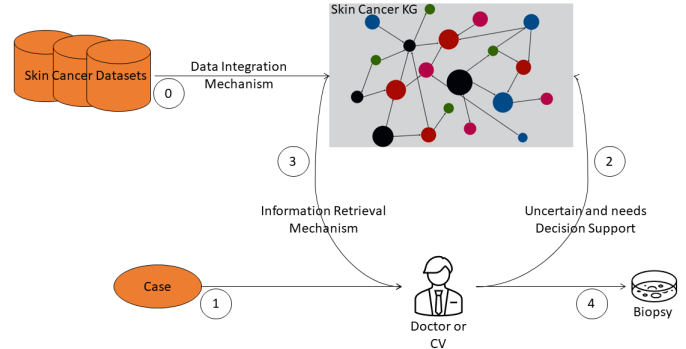 Skin Cancer KG
Skin Cancer Datasets
Data Integration
Mechanism
0
3
2
Information Retrieval
Mechanism
Uncertain and needs
Decision Support
Case
1
4
Doctor or
CV
Biopsy